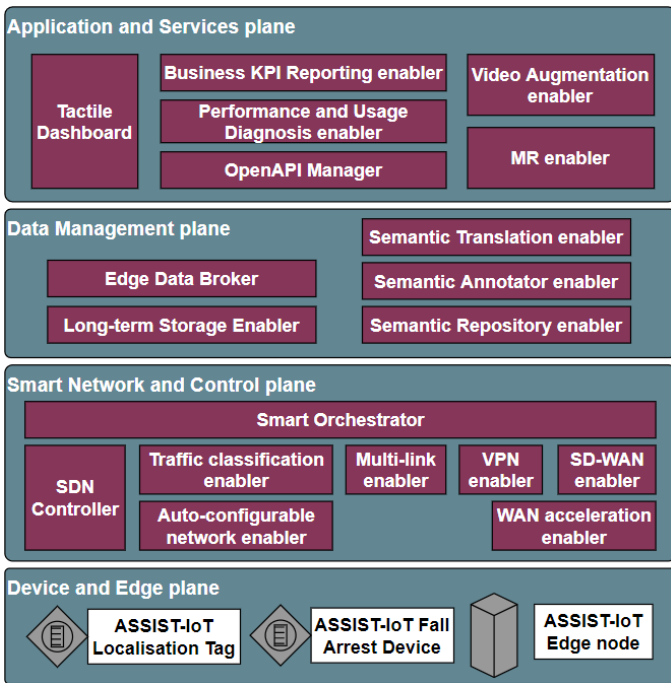 Application and Services plane
Tactile
Dashboard
Business KPI Reporting enabler
Performance and Usage
Diagnosis enabler
OpenAPI Manager
Video Augmentation
enabler
MR enabler
Data Management plane
Edge Data Broker
Long-term Storage Enabler
Semantic Translation enabler
Semantic Annotator enabler
Semantic Repository enabler
Smart Network and Control plane
Smart Orchestrator
SDN
Controller
Traffic classification
enabler
Multi-link
enabler
VPN
enabler
SD-WAN
enabler
Auto-configurable
network enabler
WAN acceleration
enabler
Device and Edge plane
ASSIST-IoT
Localisation Tag
ASSIST-IoT Fall
Arrest Device
ASSIST-IoT
Edge node